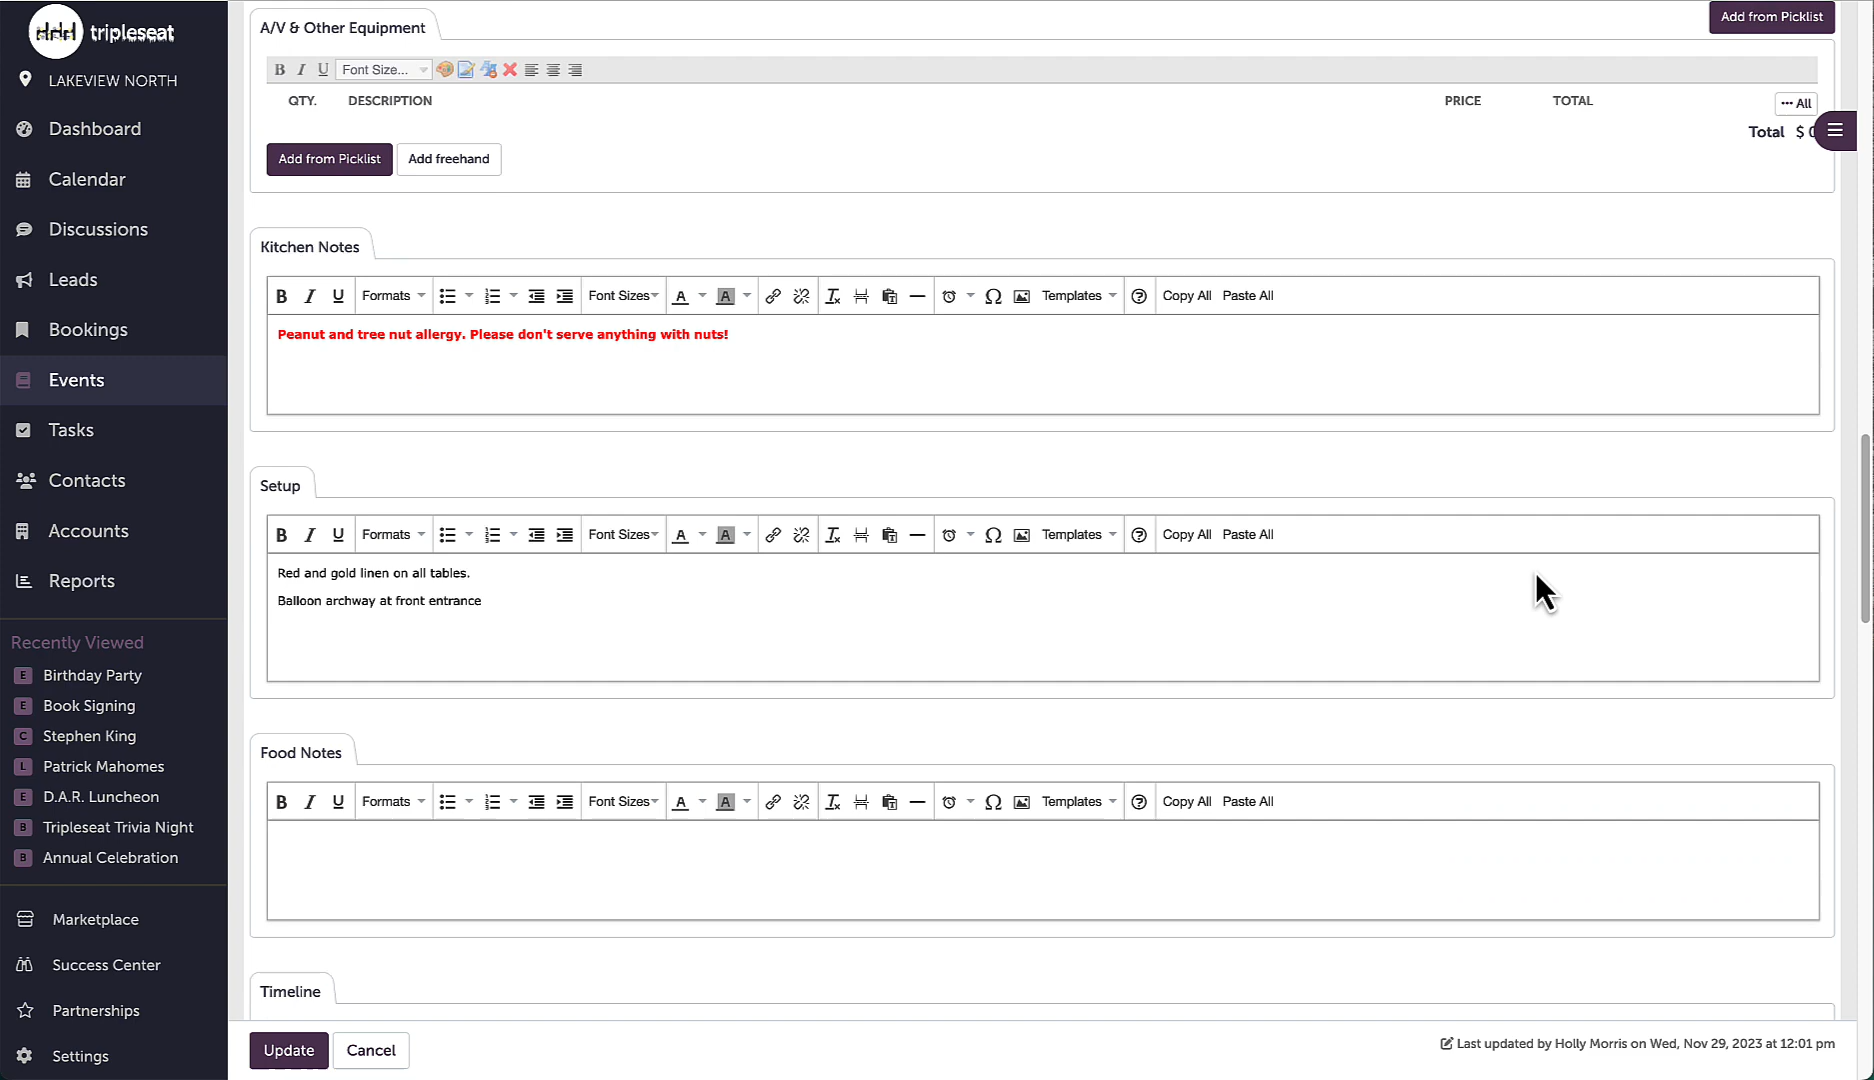 tripleseat
LAKEVIEW NORTH
Dashboard
Calendar
Discussions
Leads
Bookings
Events
Tasks
Contacts
Accounts
Reports
Recently Viewed
E Birthday Party
E Book Signing
C Stephen King
L Patrick Mahomes
E D.A.R. Luncheon
B Tripleseat Trivia Night
B Annual Celebration
Marketplace
Success Center
Partnerships
Settings
A/V & Other Equipment
Add from Picklist
B I U Font Size...
QTY. DESCRIPTION PRICE TOTAL
••• All
Total $
Add from Picklist Add freehand
Kitchen Notes
B I U Formats Font Sizes A A Ω Templates Copy All Paste All
Peanut and tree nut allergy. Please don't serve anything with nuts!
Setup
B I U Formats Font Sizes A A Ω Templates Copy All Paste All
Red and gold linen on all tables.
Balloon archway at front entrance
Food Notes
B I U Formats Font Sizes A A Ω Templates Copy All Paste All
Timeline
Update Cancel
Last updated by Holly Morris on Wed, Nov 29, 2023 at 12:01 pm